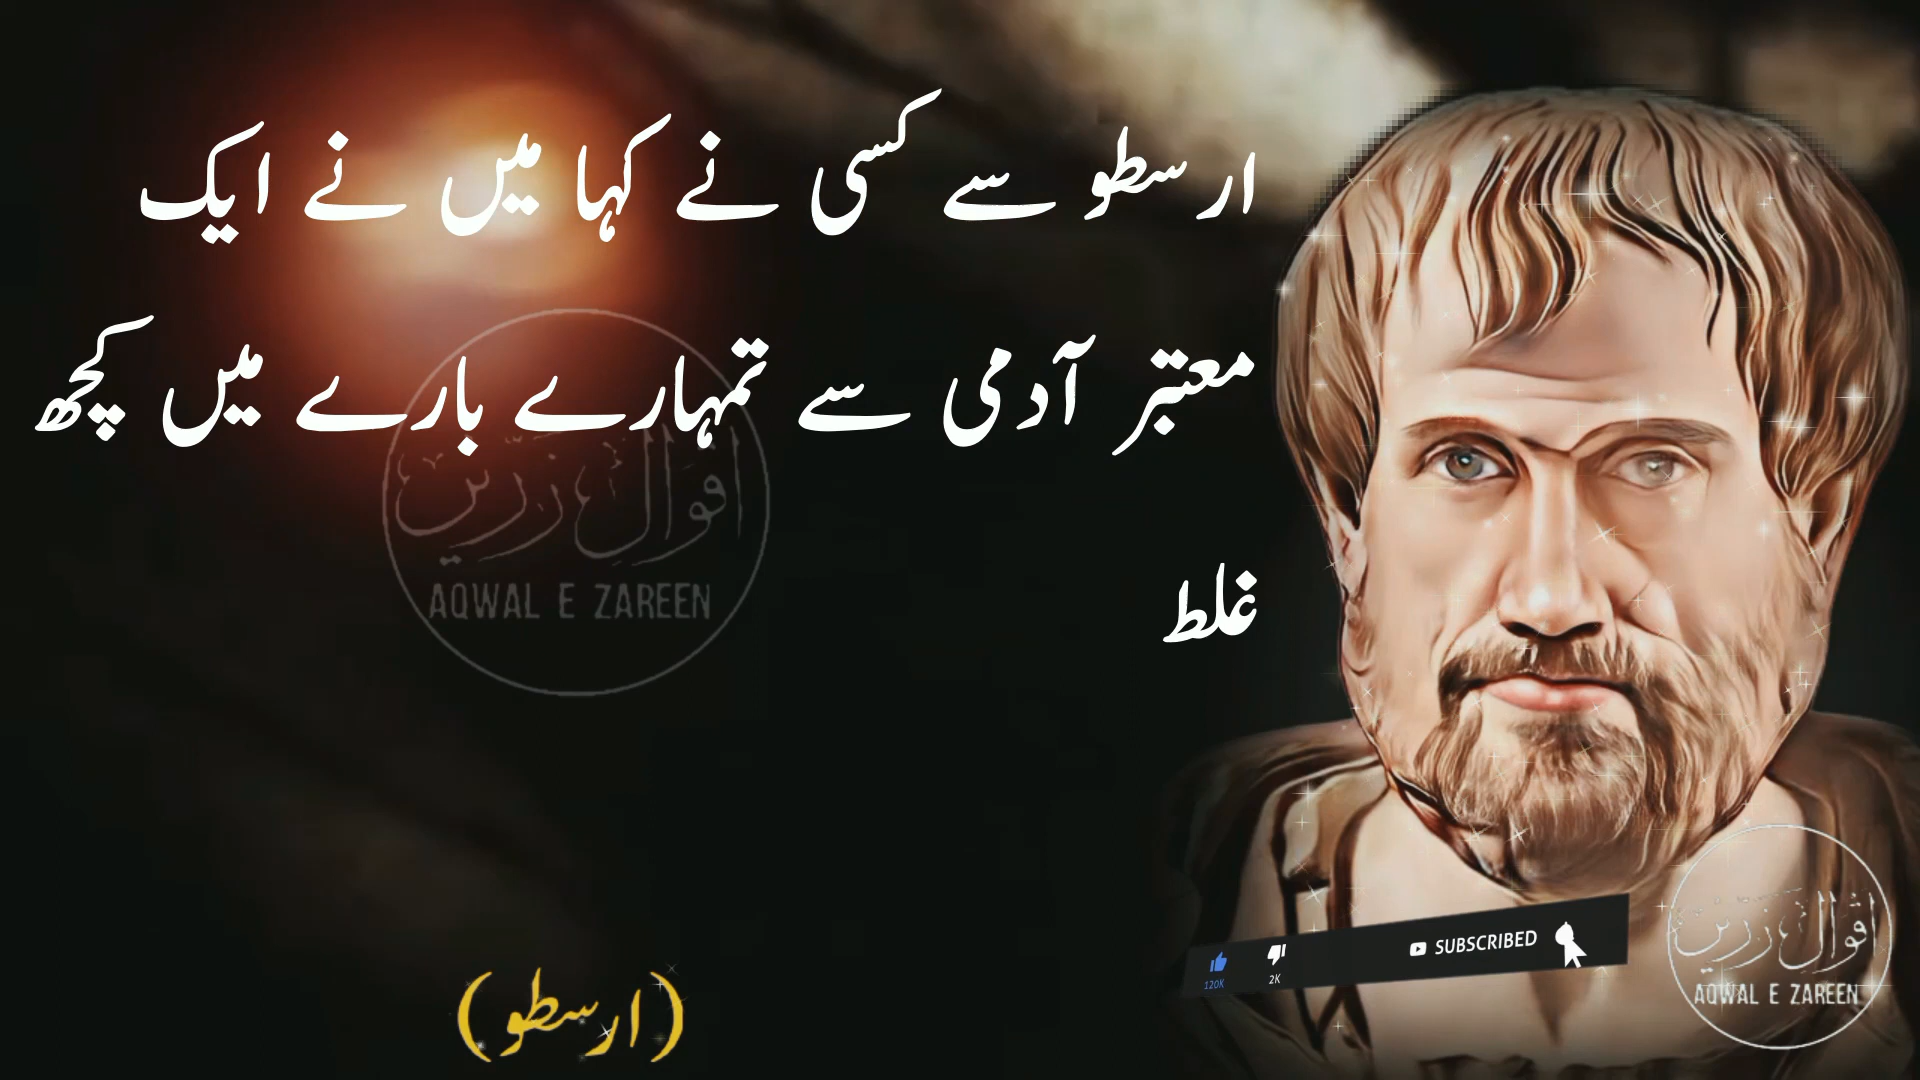 ارسطو سے کسی نے کہا میں نے ایک
معتبر آدمی سے تمہارے بارے میں کچھ
غلط
اقوال زریں
AQWAL E ZAREEN
120K
2K
SUBSCRIBED
اقوال زریں
AQWAL E ZAREEN
(ارسطو)